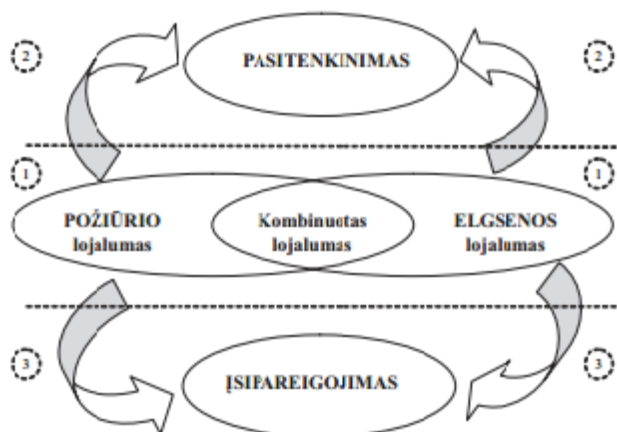 2 PASITENKINIMAS 2
1 1
POŽIŪRIO Kombinuotas ELGSENOS
lojalumas lojalumas lojalumas
3 3
ĮSIPAREIGOJIMAS